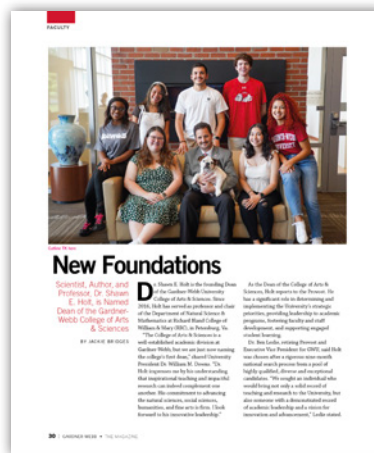 FACULTY
New Foundations
Scientist, Author, and
Professor, Dr. Shawn
E. Holt, is Named
Dean of the Gardner-
Webb College of Arts
& Sciences
BY JACKIE BRIDGES
Dr. Shawn E. Holt is the founding Dean
of the Gardner-Webb University
College of Arts & Sciences. Since
2016, Holt has served as professor and chair
of the Department of Natural Science &
Mathematics at Richard Bland College of
William & Mary (RBC), in Petersburg, Va.
"The College of Arts & Sciences is a
well-established academic division at
Gardner-Webb, but we are just now naming
the college's first dean," shared University
President Dr. William M. Downs. "Dr.
Holt impresses me by his understanding
that inspirational teaching and impactful
research can indeed complement one
another. His commitment to advancing
the natural sciences, social sciences,
humanities, and fine arts is firm. I look
forward to his innovative leadership."
As the Dean of the College of Arts &
Sciences, Holt reports to the Provost. He
has a significant role in determining and
implementing the University's strategic
priorities, providing leadership to academic
programs, fostering faculty and staff
development, and supporting engaged
student learning.
Dr. Ben Leslie, retiring Provost and
Executive Vice President for GWU, said Holt
was chosen after a rigorous nine-month
national search process from a pool of
highly qualified, diverse and exceptional
candidates. "We sought an individual who
would bring not only a solid record of
teaching and research to the University, but
also someone with a demonstrated record
of academic leadership and a vision for
innovation and advancement," Leslie stated.
30 | GARDNER-WEBB • THE MAGAZINE